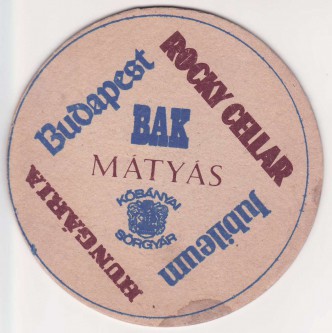 Budapest
ROCKY CELLAR
BAK
MÁTYÁS
KŐBÁNYAI
SÖRGYÁR
HUNGÁRIA
Jubileum